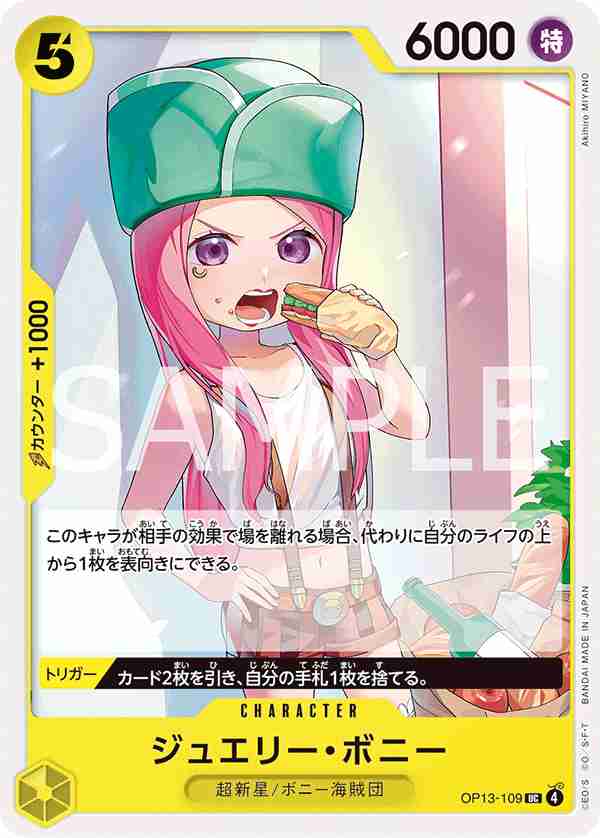 5
6000
特
Akihiro MIYANO
カウンター +1000
SAMPLE
このキャラが相手の効果で場を離れる場合、代わりに自分のライフの上
から1枚を表向きにできる。
トリガー カード2枚を引き、自分の手札1枚を捨てる。
CHARACTER
ジュエリー・ボニー
超新星/ボニー海賊団
OP13-109 UC 4
©E.O/S ©O/S･F･T BANDAI MADE IN JAPAN